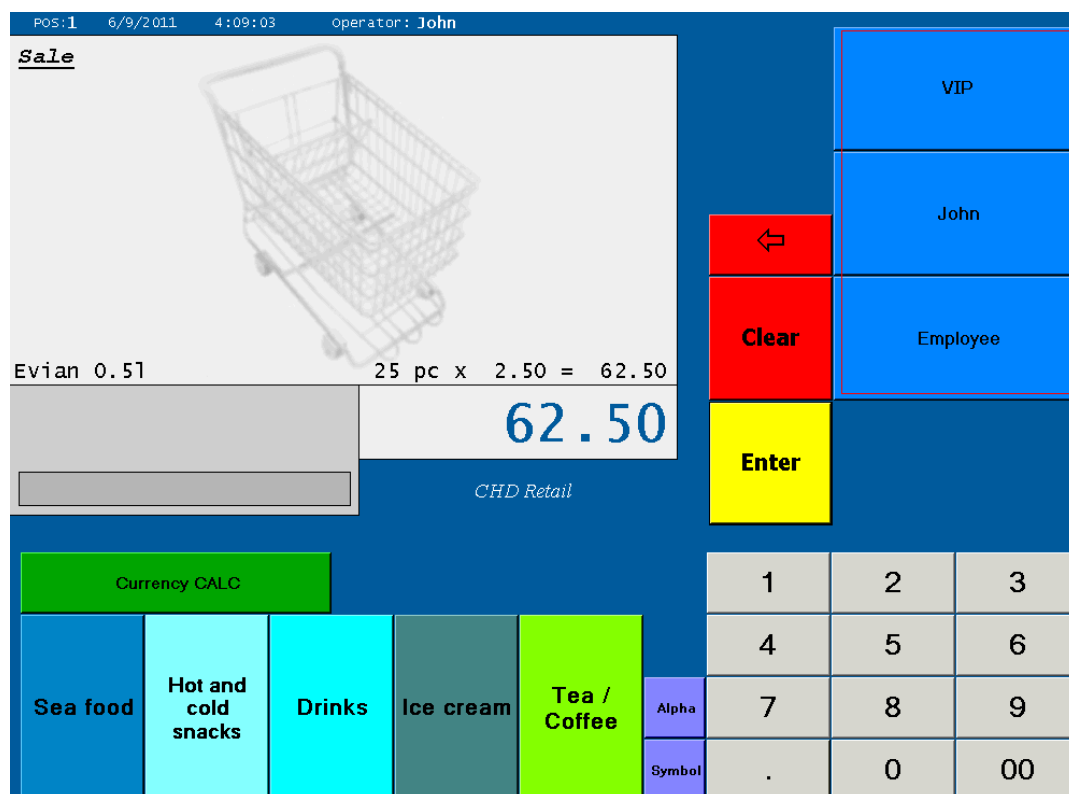 POS:1 6/9/2011 4:09:03 Operator: John
Sale
Evian 0.5l 25 pc x 2.50 = 62.50
62.50
CHD Retail
VIP
John
Employee
Clear
Enter
Currency CALC
Sea food
Hot and
cold
snacks
Drinks
Ice cream
Tea /
Coffee
Alpha
Symbol
1 2 3
4 5 6
7 8 9
. 0 00